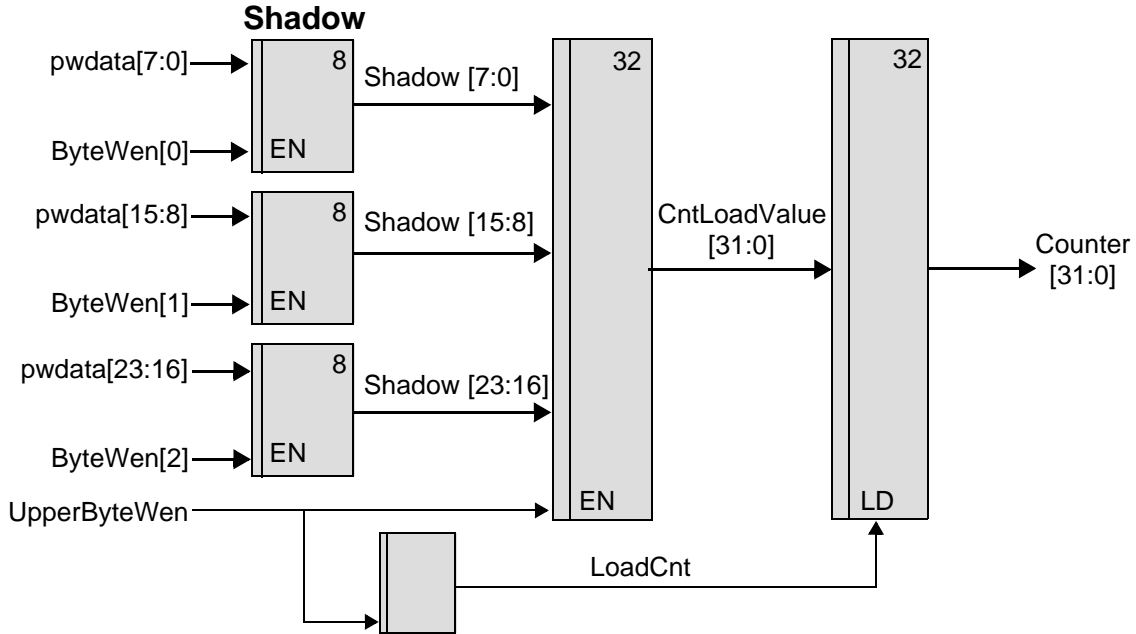 Shadow
pwdata[7:0]
8
Shadow [7:0]
ByteWen[0]
EN
pwdata[15:8]
8
Shadow [15:8]
ByteWen[1]
EN
pwdata[23:16]
8
Shadow [23:16]
ByteWen[2]
EN
UpperByteWen
32
EN
CntLoadValue
[31:0]
32
LD
Counter
[31:0]
LoadCnt